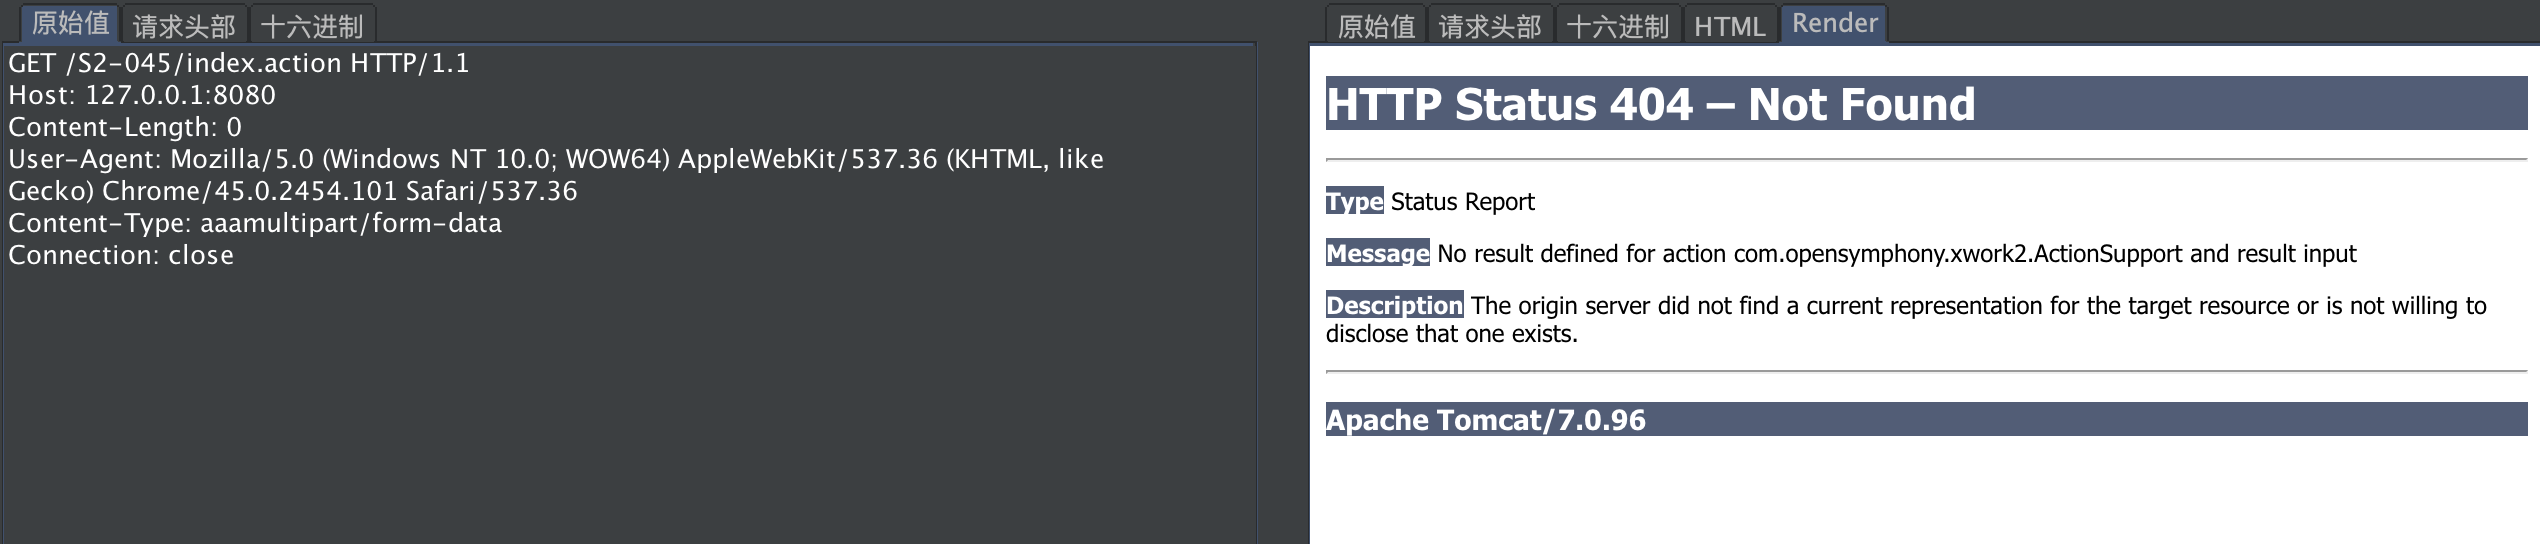 原始值 请求头部 十六进制
GET /S2-045/index.action HTTP/1.1
Host: 127.0.0.1:8080
Content-Length: 0
User-Agent: Mozilla/5.0 (Windows NT 10.0; WOW64) AppleWebKit/537.36 (KHTML, like
Gecko) Chrome/45.0.2454.101 Safari/537.36
Content-Type: aaamultipart/form-data
Connection: close
原始值 请求头部 十六进制 HTML Render
HTTP Status 404 – Not Found
Type Status Report
Message No result defined for action com.opensymphony.xwork2.ActionSupport and result input
Description The origin server did not find a current representation for the target resource or is not willing to
disclose that one exists.
Apache Tomcat/7.0.96